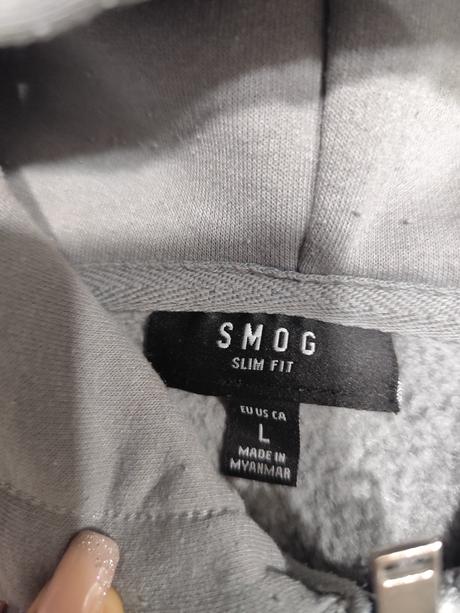 SMOG
SLIM FIT
EU US CA
L
MADE IN
MYANMAR